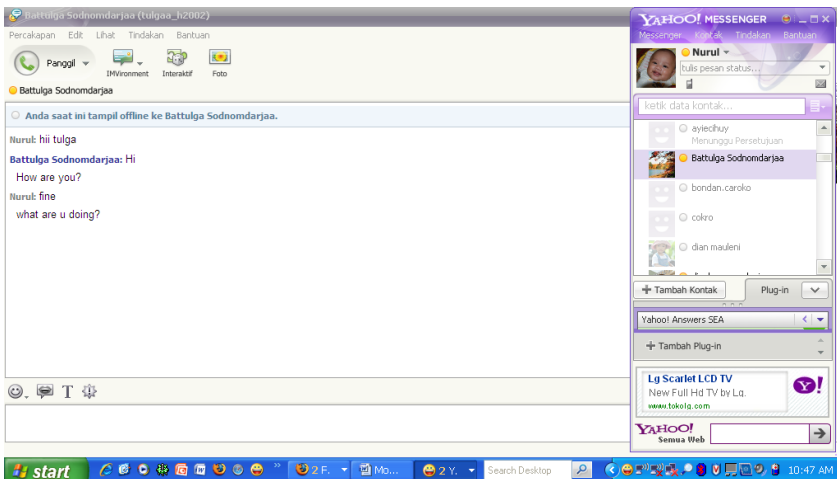 Battulga Sodnomdarjaa (tulgaa_h2002)
Percakapan Edit Lihat Tindakan Bantuan
Panggil
IMVironment Interaktif Foto
Battulga Sodnomdarjaa
Anda saat ini tampil offline ke Battulga Sodnomdarjaa.
Nurul: hii tulga
Battulga Sodnomdarjaa: Hi
How are you?
Nurul: fine
what are u doing?
T
YAHOO! MESSENGER
Messenger Kontak Tindakan Bantuan
Nurul
tulis pesan status...
ketik data kontak...
ayiecihuy
Menunggu Persetujuan
Battulga Sodnomdarjaa
bondan.caroko
cokro
dian mauleni
Tambah Kontak Plug-in
Yahoo! Answers SEA
Tambah Plug-in
Lg Scarlet LCD TV
New Full Hd TV by Lg.
www.tokolg.com
Y!
YAHOO!
Semua Web
start 2 F. Mo... 2 Y. Search Desktop 10:47 AM